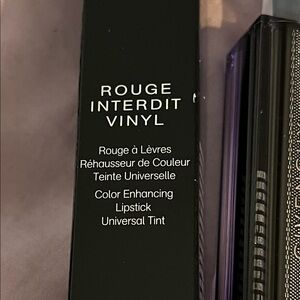 ROUGE
INTERDIT
VINYL
Rouge à Lèvres
Réhausseur de Couleur
Teinte Universelle
Color Enhancing
Lipstick
Universal Tint